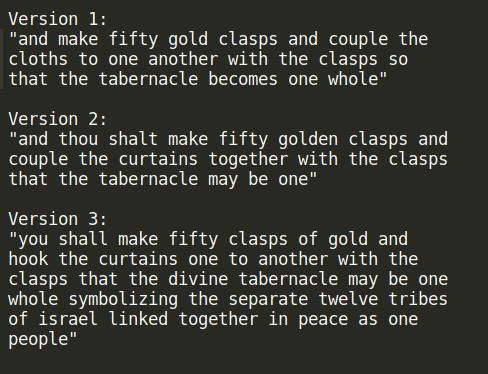 Version 1:
"and make fifty gold clasps and couple the
cloths to one another with the clasps so
that the tabernacle becomes one whole"
Version 2:
"and thou shalt make fifty golden clasps and
couple the curtains together with the clasps
that the tabernacle may be one"
Version 3:
"you shall make fifty clasps of gold and
hook the curtains one to another with the
clasps that the divine tabernacle may be one
whole symbolizing the separate twelve tribes
of israel linked together in peace as one
people"